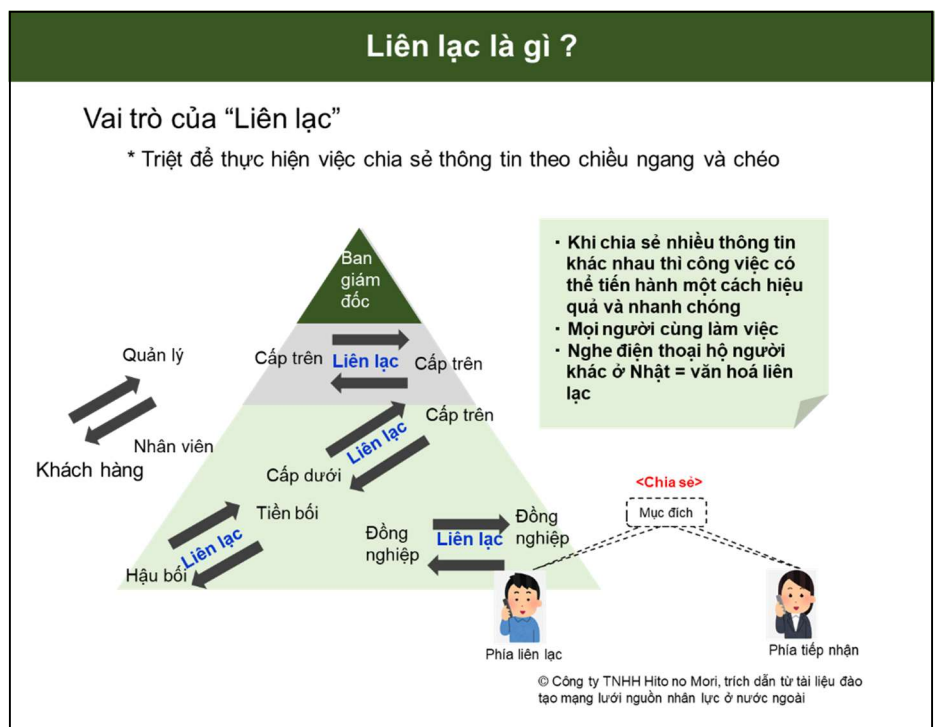 Liên lạc là gì ?
Vai trò của “Liên lạc”
* Triệt để thực hiện việc chia sẻ thông tin theo chiều ngang và chéo
Ban
giám
đốc
・ Khi chia sẻ nhiều thông tin
khác nhau thì công việc có
thể tiến hành một cách hiệu
quả và nhanh chóng
・ Mọi người cùng làm việc
・ Nghe điện thoại hộ người
khác ở Nhật = văn hoá liên
lạc
Quản lý
Cấp trên
Liên lạc
Cấp trên
Nhân viên
Khách hàng
Cấp trên
Liên lạc
Cấp dưới
Tiền bối
Liên lạc
Hậu bối
Đồng
nghiệp
Liên lạc
Đồng
nghiệp
<Chia sẻ>
Mục đích
Phía liên lạc
Phía tiếp nhận
© Công ty TNHH Hito no Mori, trích dẫn từ tài liệu đào
tạo mạng lưới nguồn nhân lực ở nước ngoài